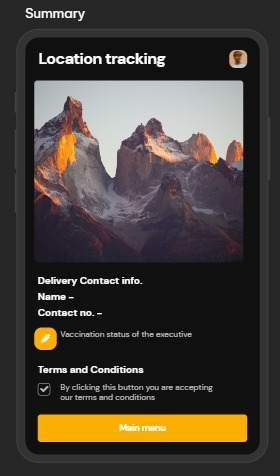 Summary
Location tracking
Delivery Contact info.
Name –
Contact no. –
Vaccination status of the executive
Terms and Conditions
By clicking this button you are accepting
our terms and conditions
Main menu